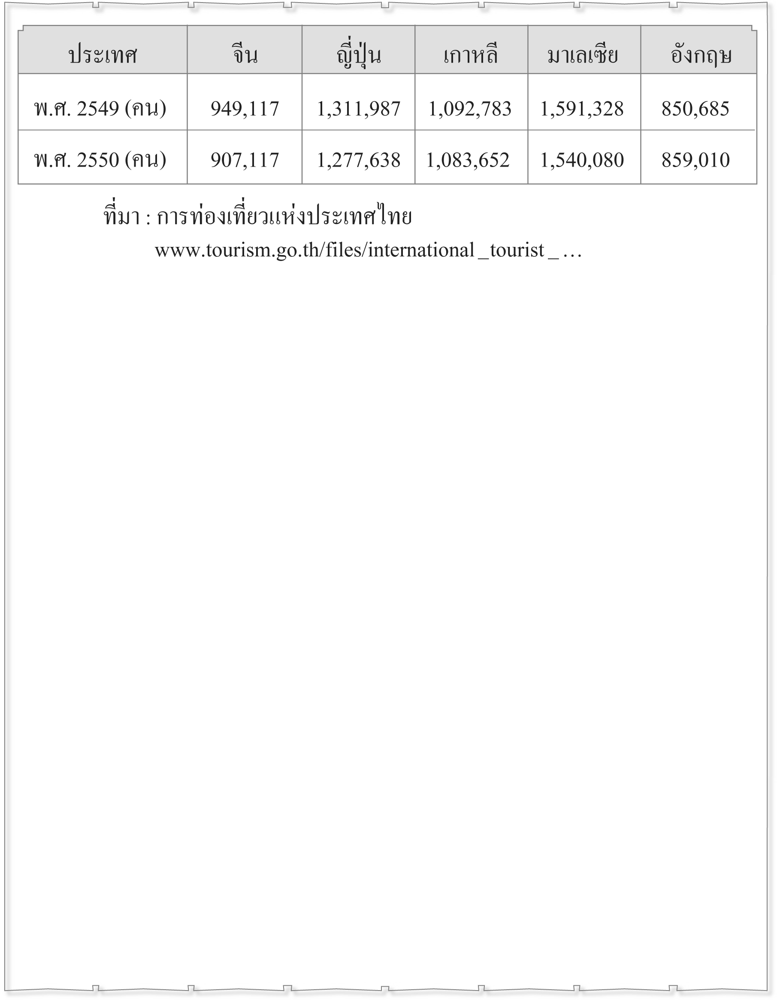 ประเทศ จีน ญี่ปุ่น เกาหลี มาเลเซีย อังกฤษ
พ.ศ. 2549 (คน) 949,117 1,311,987 1,092,783 1,591,328 850,685
พ.ศ. 2550 (คน) 907,117 1,277,638 1,083,652 1,540,080 859,010
ที่มา : การท่องเที่ยวแห่งประเทศไทย
www.tourism.go.th/files/international_tourist_…